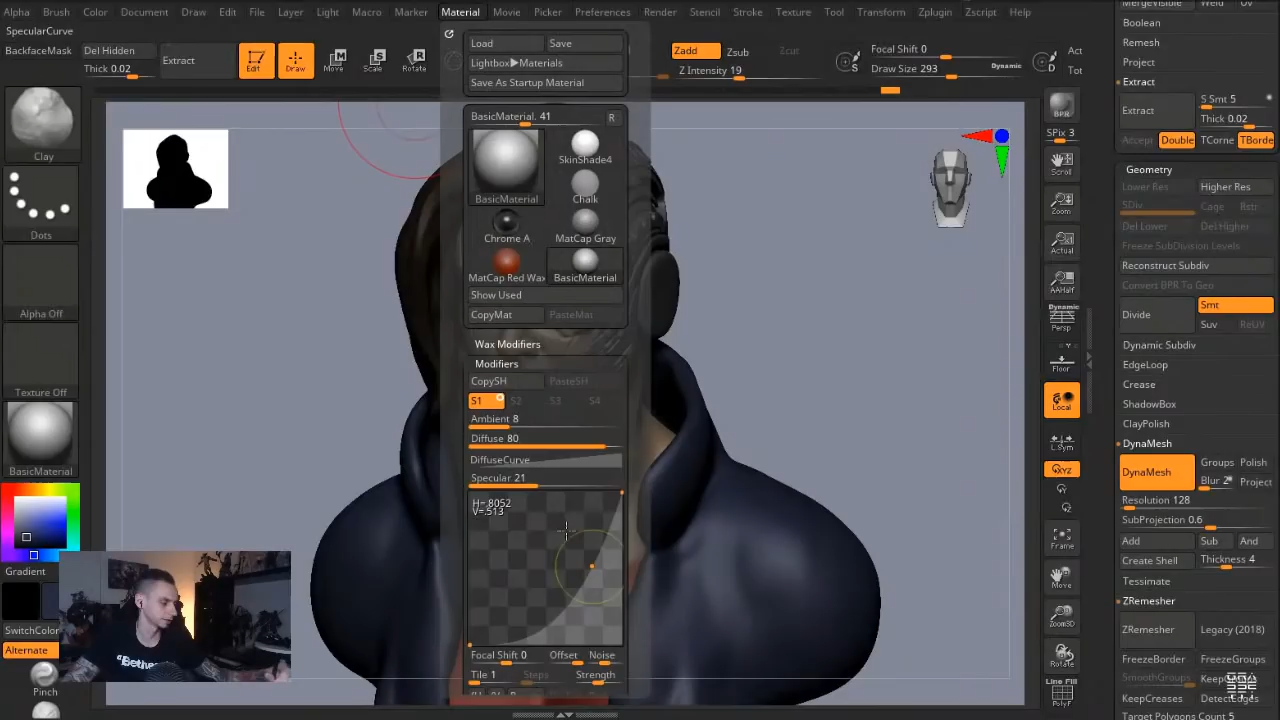 Alpha Brush Color Document Draw Edit File Layer Light Macro Marker Material Movie Picker Preferences Render Stencil Stroke Texture Tool Transform Zplugin Zscript Help
SpecularCurve
BackfaceMask
Del Hidden
Thick 0.02
Extract
Edit
Draw
Move
Scale
Rotate
Zadd
Zsub
Zcut
Z Intensity 19
S
Focal Shift 0
Draw Size 293
Dynamic
D
Act
Tot
Clay
Dots
Alpha Off
Texture Off
BasicMaterial
Gradient
SwitchColor
Alternate
Pinch
Load
Save
Lightbox▶Materials
Save As Startup Material
BasicMaterial. 41
R
BasicMaterial
SkinShade4
Chalk
Chrome A
MatCap Gray
MatCap Red Wax
BasicMaterial
Show Used
CopyMat
PasteMat
Wax Modifiers
Modifiers
CopySH
PasteSH
S1
S2
S3
S4
Ambient 8
Diffuse 80
DiffuseCurve
Specular 21
H=.8052
V=.513
Focal Shift 0
Offset
Noise
Tile 1
Steps
Strength
BPR
SPix 3
Scroll
Zoom
Actual
AAHalf
Dynamic
Persp
Floor
Local
L.Sym
XYZ
Frame
Move
Zoom3D
Rotate
Line Fill
PolyF
MergeVisible
Weld
Uv
Boolean
Remesh
Project
Extract
Extract
S Smt 5
Thick 0.02
Accept
Double
TCorne
TBorde
Geometry
Lower Res
Higher Res
SDiv
Cage
Rstr
Del Lower
Del Higher
Freeze SubDivision Levels
Reconstruct Subdiv
Convert BPR To Geo
Divide
Smt
Suv
ReUV
Dynamic Subdiv
EdgeLoop
Crease
ShadowBox
ClayPolish
DynaMesh
DynaMesh
Groups
Polish
Blur 2
Project
Resolution 128
SubProjection 0.6
Add
Sub
And
Create Shell
Thickness 4
Tessimate
ZRemesher
ZRemesher
Legacy (2018)
FreezeBorder
FreezeGroups
SmoothGroups
KeepCreases
DetectEdges
Target Polygons Count 5